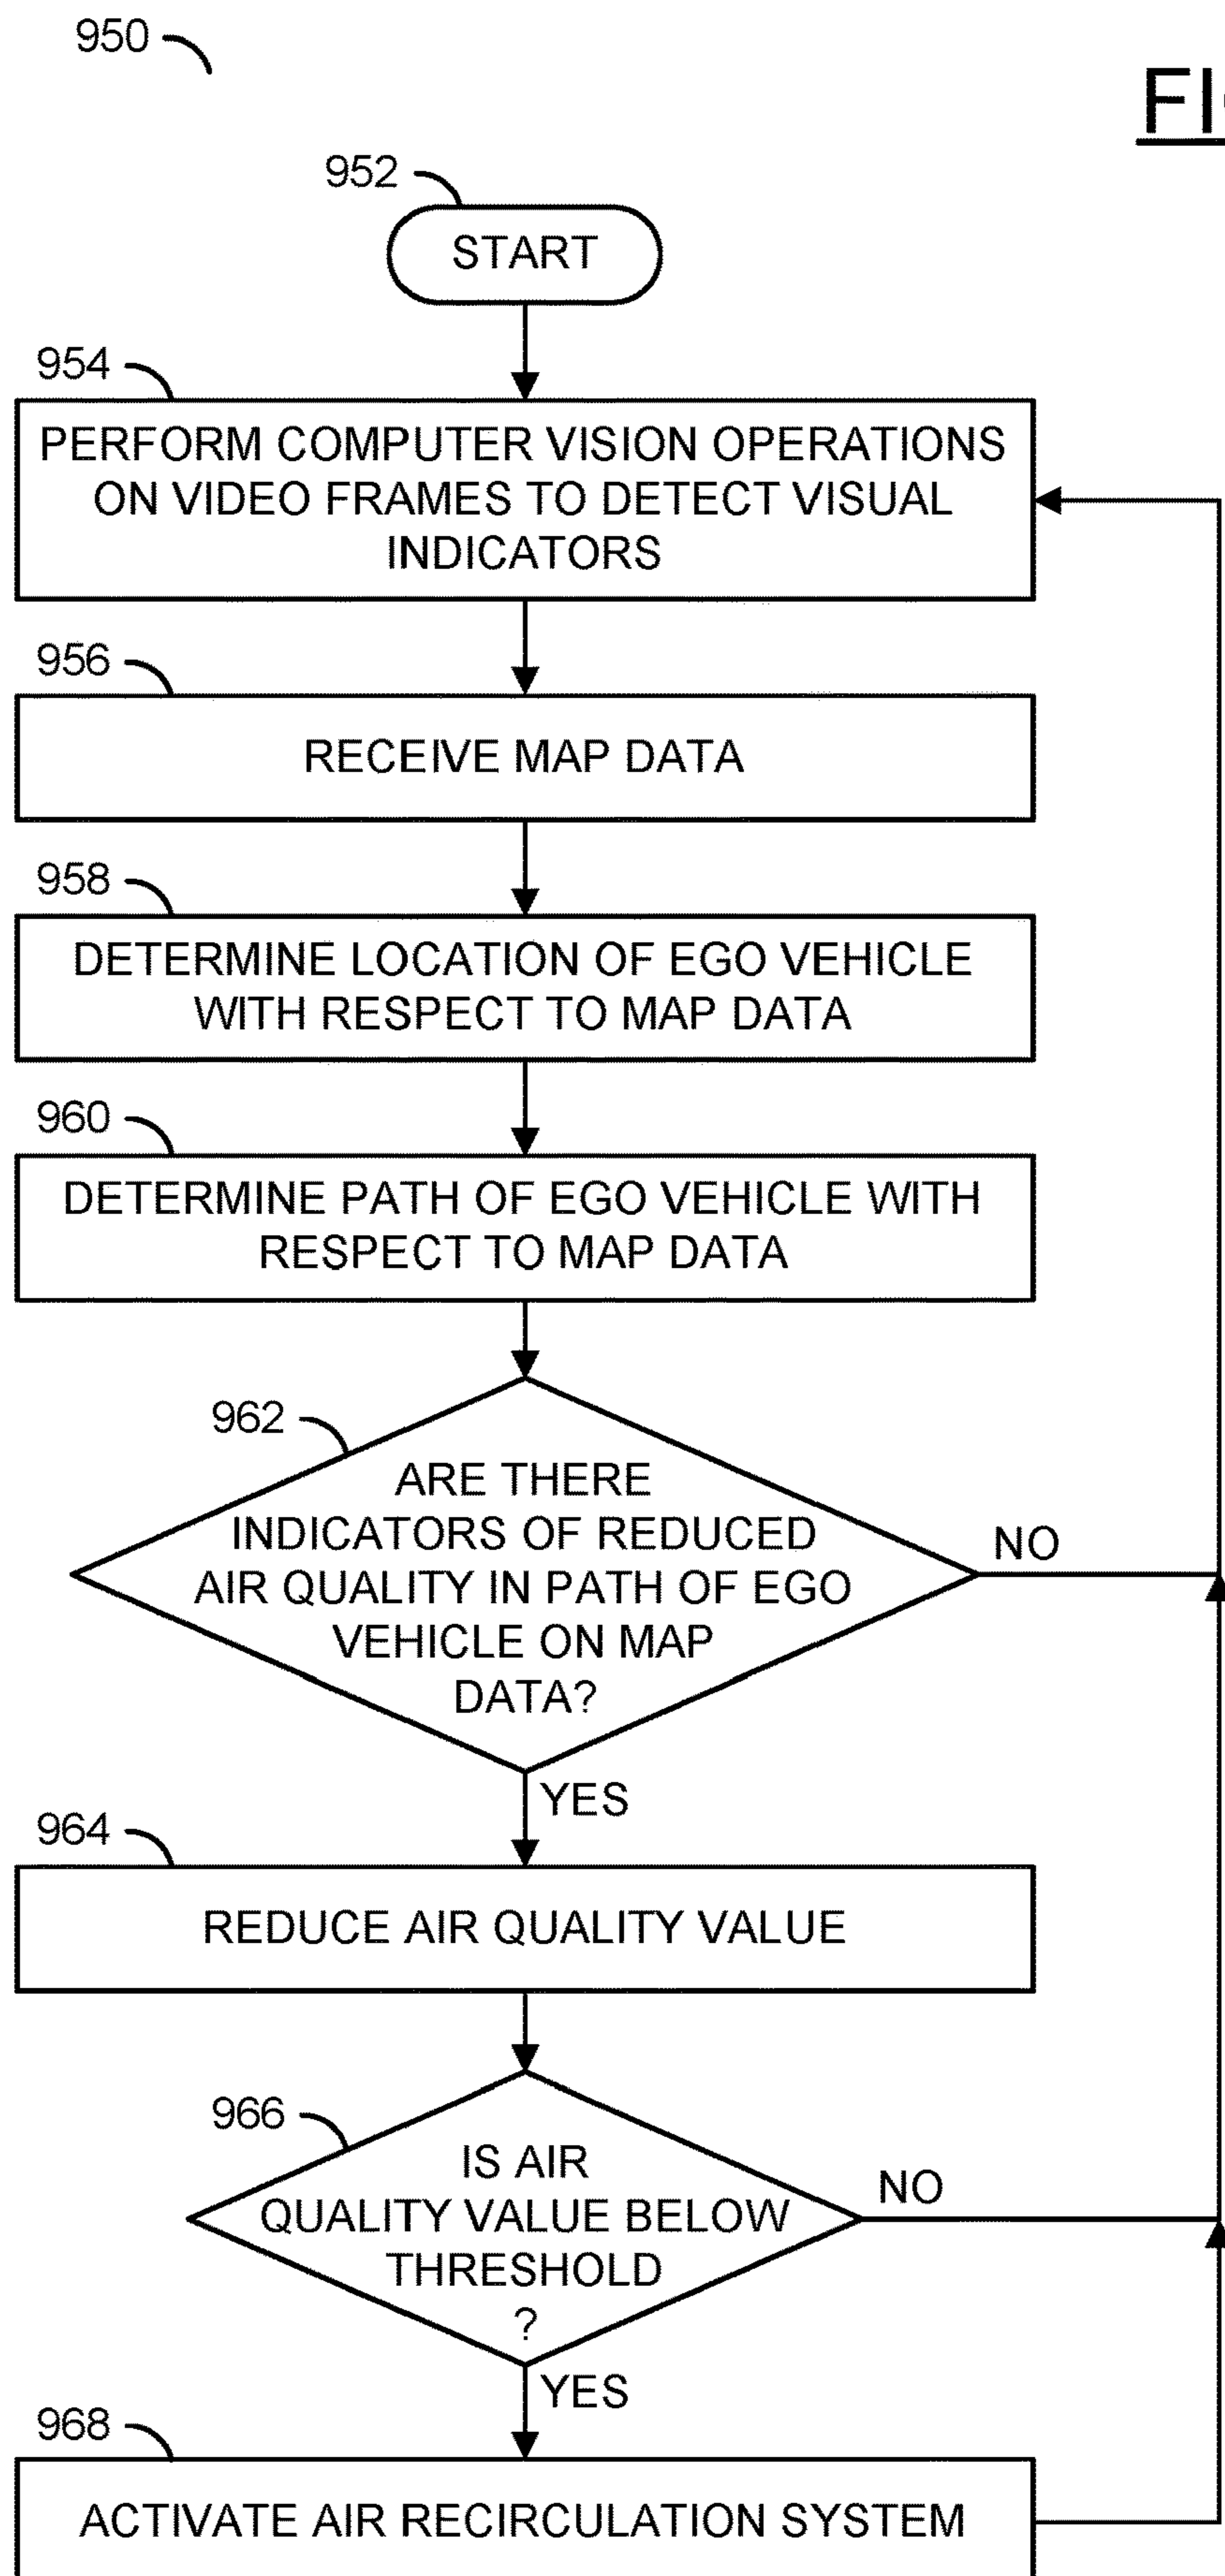 950
FI
952
START
954
PERFORM COMPUTER VISION OPERATIONS
ON VIDEO FRAMES TO DETECT VISUAL
INDICATORS
956
RECEIVE MAP DATA
958
DETERMINE LOCATION OF EGO VEHICLE
WITH RESPECT TO MAP DATA
960
DETERMINE PATH OF EGO VEHICLE WITH
RESPECT TO MAP DATA
962
ARE THERE
INDICATORS OF REDUCED
AIR QUALITY IN PATH OF EGO
VEHICLE ON MAP
DATA?
NO
YES
964
REDUCE AIR QUALITY VALUE
966
IS AIR
QUALITY VALUE BELOW
THRESHOLD
?
NO
YES
968
ACTIVATE AIR RECIRCULATION SYSTEM